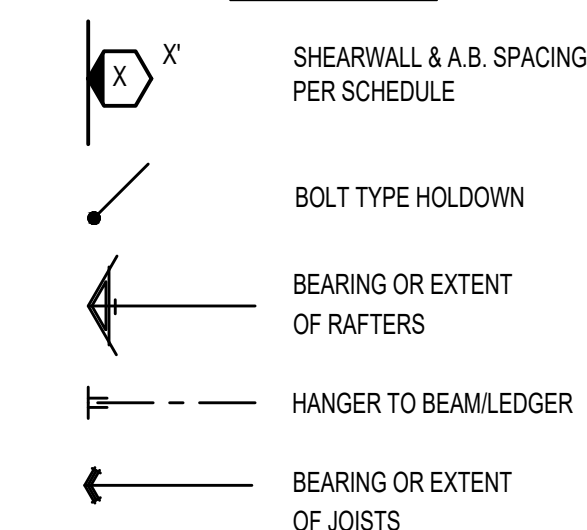 X X'
SHEARWALL & A.B. SPACING
PER SCHEDULE
BOLT TYPE HOLDOWN
BEARING OR EXTENT
OF RAFTERS
HANGER TO BEAM/LEDGER
BEARING OR EXTENT
OF JOISTS